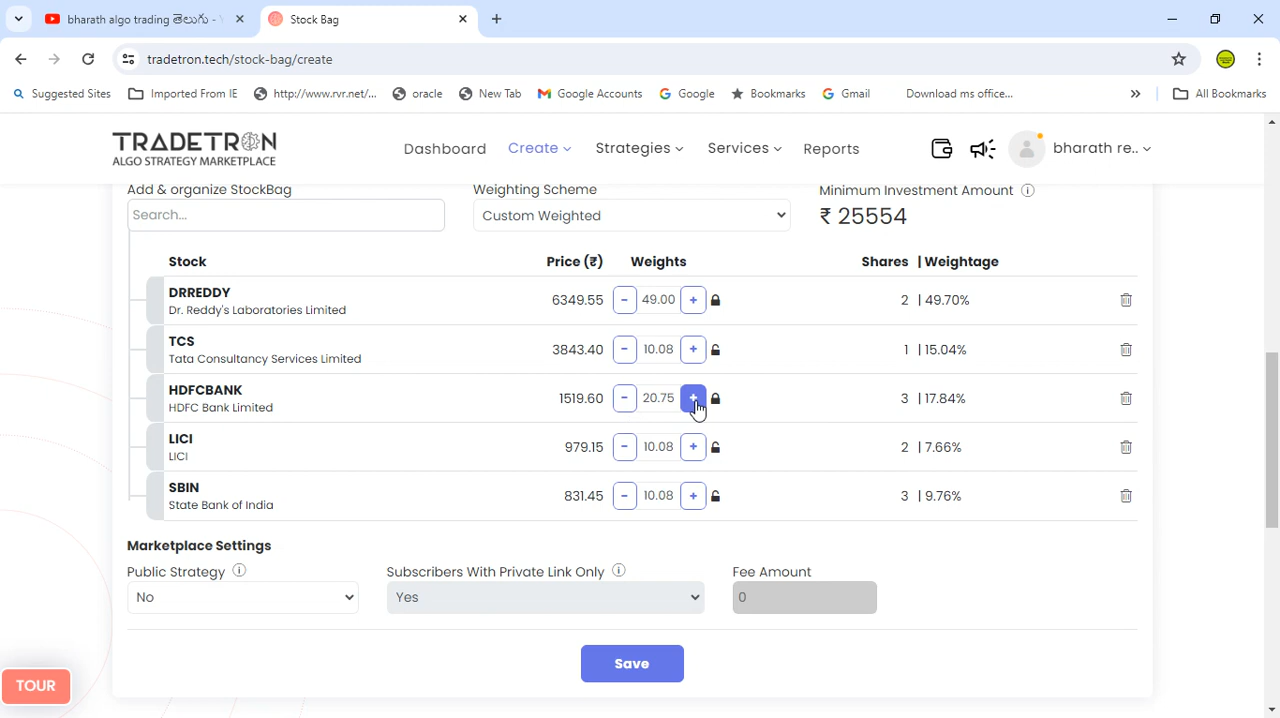 bharath algo trading తెలుగు -
Stock Bag
tradetron.tech/stock-bag/create
Suggested Sites
Imported From IE
http://www.rvr.net/...
oracle
New Tab
Google Accounts
Google
Bookmarks
Gmail
Download ms office...
»
All Bookmarks
TRADETRON
ALGO STRATEGY MARKETPLACE
Dashboard
Create
Strategies
Services
Reports
bharath re..
Add & organize StockBag
Weighting Scheme
Minimum Investment Amount
Search...
Custom Weighted
₹ 25554
Stock Price (₹) Weights Shares | Weightage
DRREDDY
Dr. Reddy's Laboratories Limited
6349.55 - 49.00 + 2 | 49.70%
TCS
Tata Consultancy Services Limited
3843.40 - 10.08 + 1 | 15.04%
HDFCBANK
HDFC Bank Limited
1519.60 - 20.75 + 3 | 17.84%
LICI
LICI
979.15 - 10.08 + 2 | 7.66%
SBIN
State Bank of India
831.45 - 10.08 + 3 | 9.76%
Marketplace Settings
Public Strategy
Subscribers With Private Link Only
Fee Amount
No
Yes
0
Save
TOUR